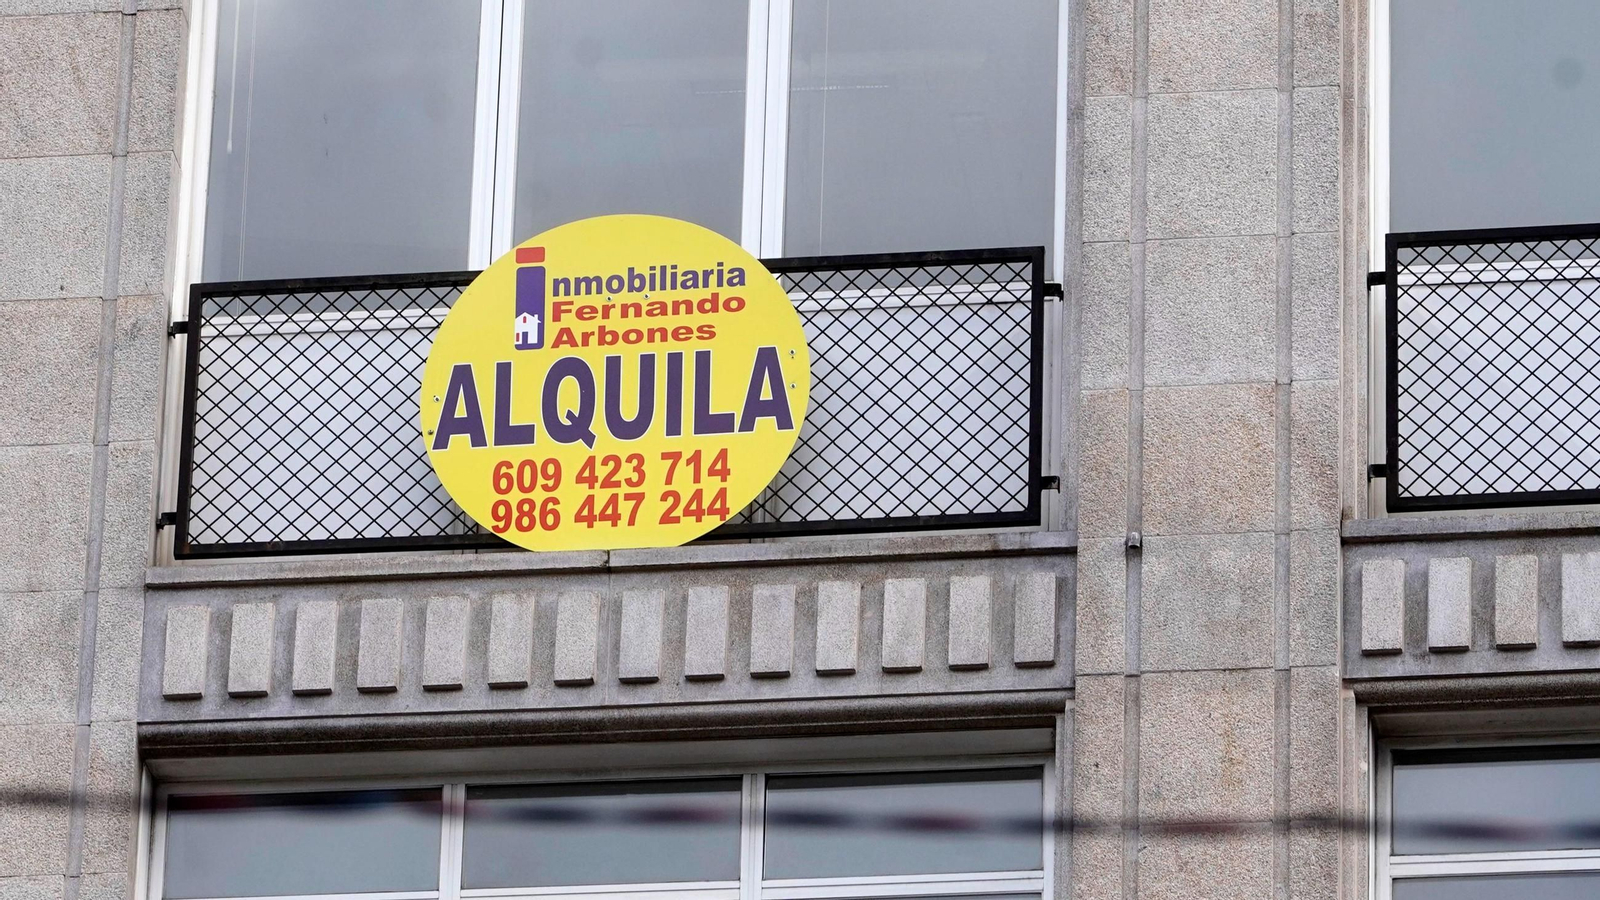 Inmobiliaria
Fernando
Arbones
ALQUILA
609 423 714
986 447 244